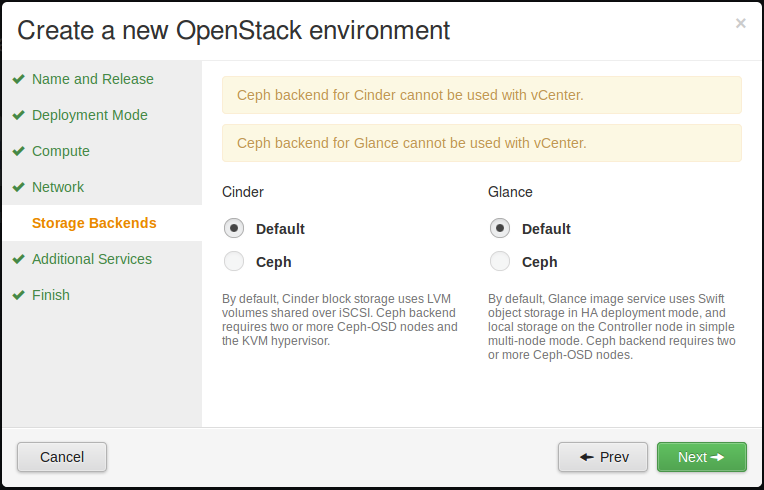 Create a new OpenStack environment
×
Name and Release
Deployment Mode
Compute
Network
Storage Backends
Additional Services
Finish
Ceph backend for Cinder cannot be used with vCenter.
Ceph backend for Glance cannot be used with vCenter.
Cinder
Default
Ceph
By default, Cinder block storage uses LVM
volumes shared over iSCSI. Ceph backend
requires two or more Ceph-OSD nodes and
the KVM hypervisor.
Glance
Default
Ceph
By default, Glance image service uses Swift
object storage in HA deployment mode, and
local storage on the Controller node in simple
multi-node mode. Ceph backend requires two
or more Ceph-OSD nodes.
Cancel
Prev
Next